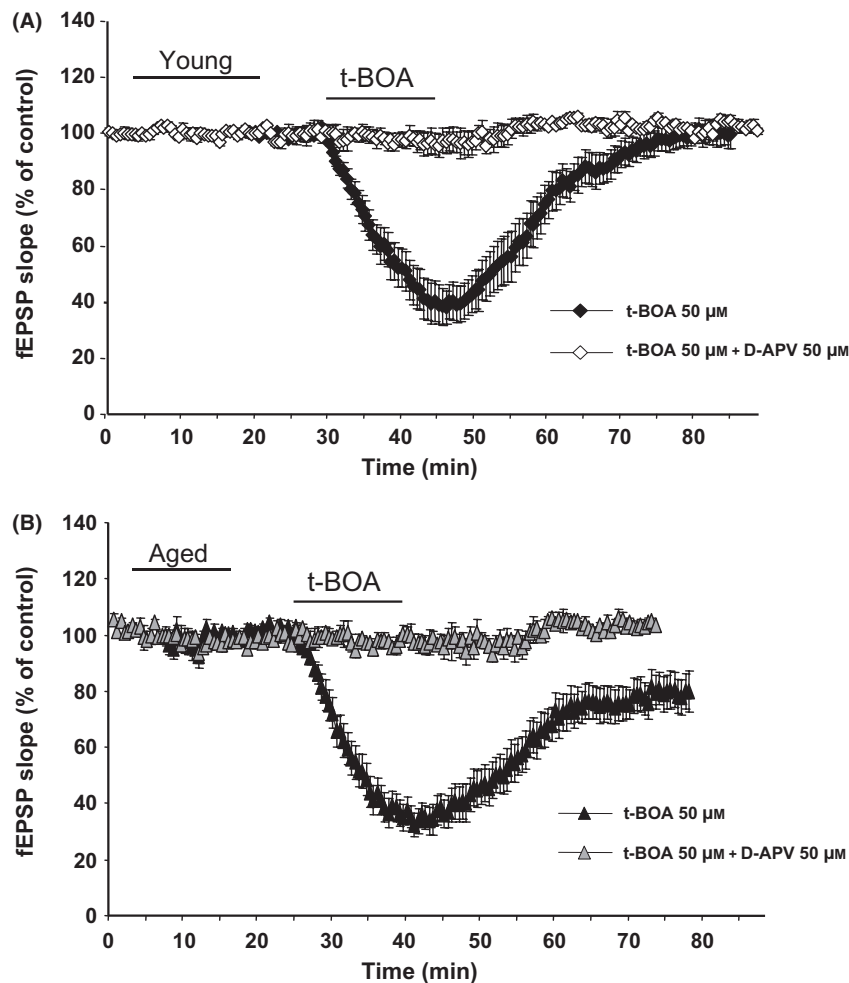 (A)
140
120
100
80
60
40
20
0
fEPSP slope (% of control)
Young
t-BOA
t-BOA 50 μM
t-BOA 50 μM + D-APV 50 μM
0 10 20 30 40 50 60 70 80
Time (min)
(B)
140
120
100
80
60
40
20
0
fEPSP slope (% of control)
Aged
t-BOA
t-BOA 50 μM
t-BOA 50 μM + D-APV 50 μM
0 10 20 30 40 50 60 70 80
Time (min)